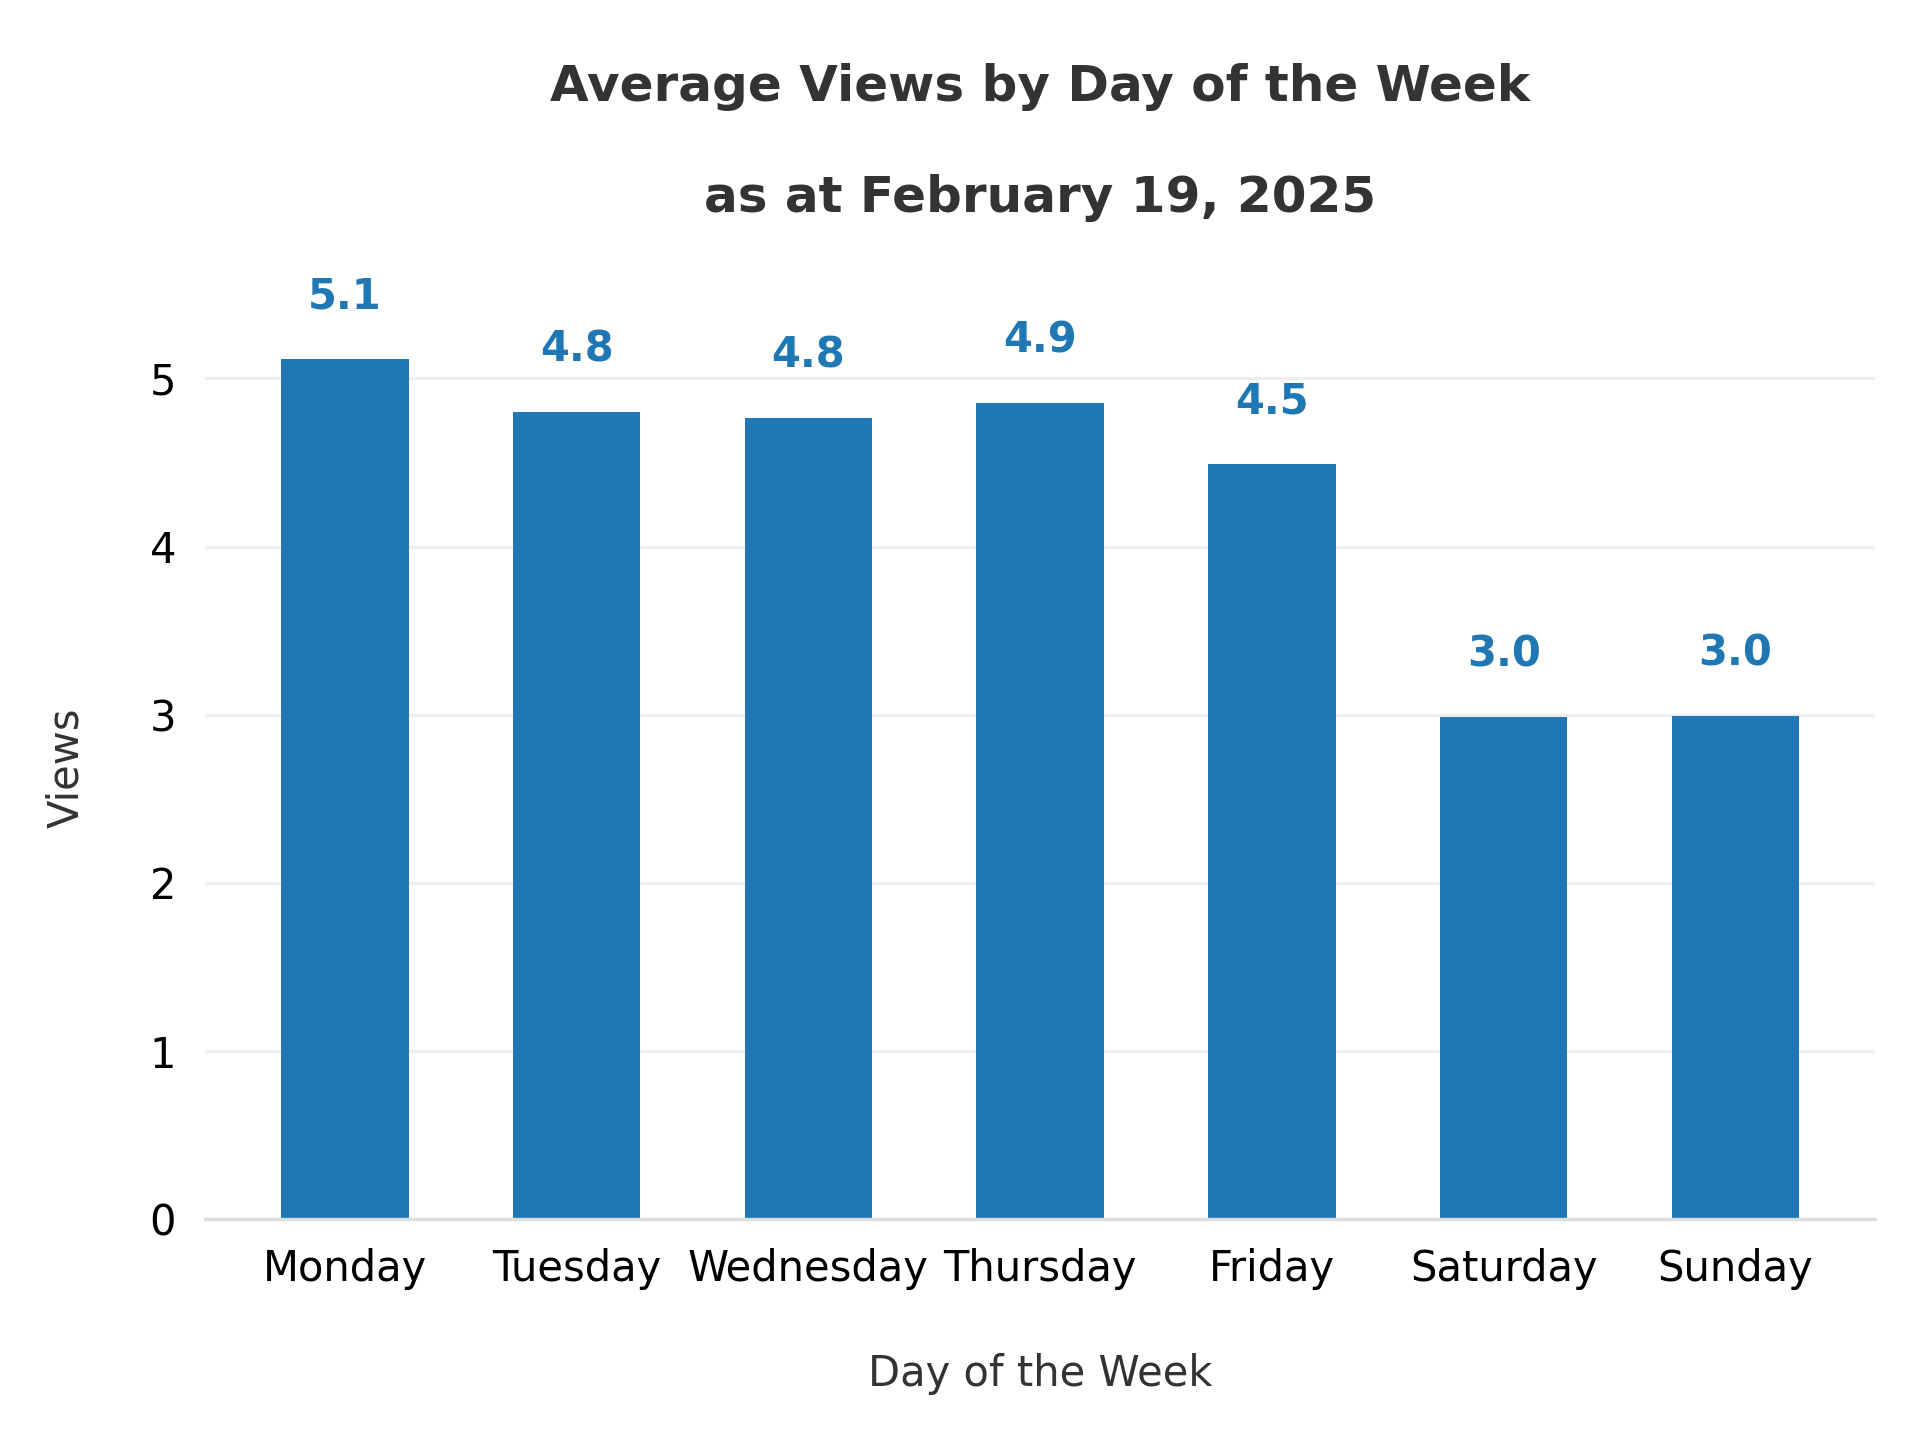 Average Views by Day of the Week
as at February 19, 2025
5.1
4.8
4.8
4.9
4.5
3.0
3.0
5
4
3
2
1
0
Views
Monday Tuesday Wednesday Thursday Friday Saturday Sunday
Day of the Week